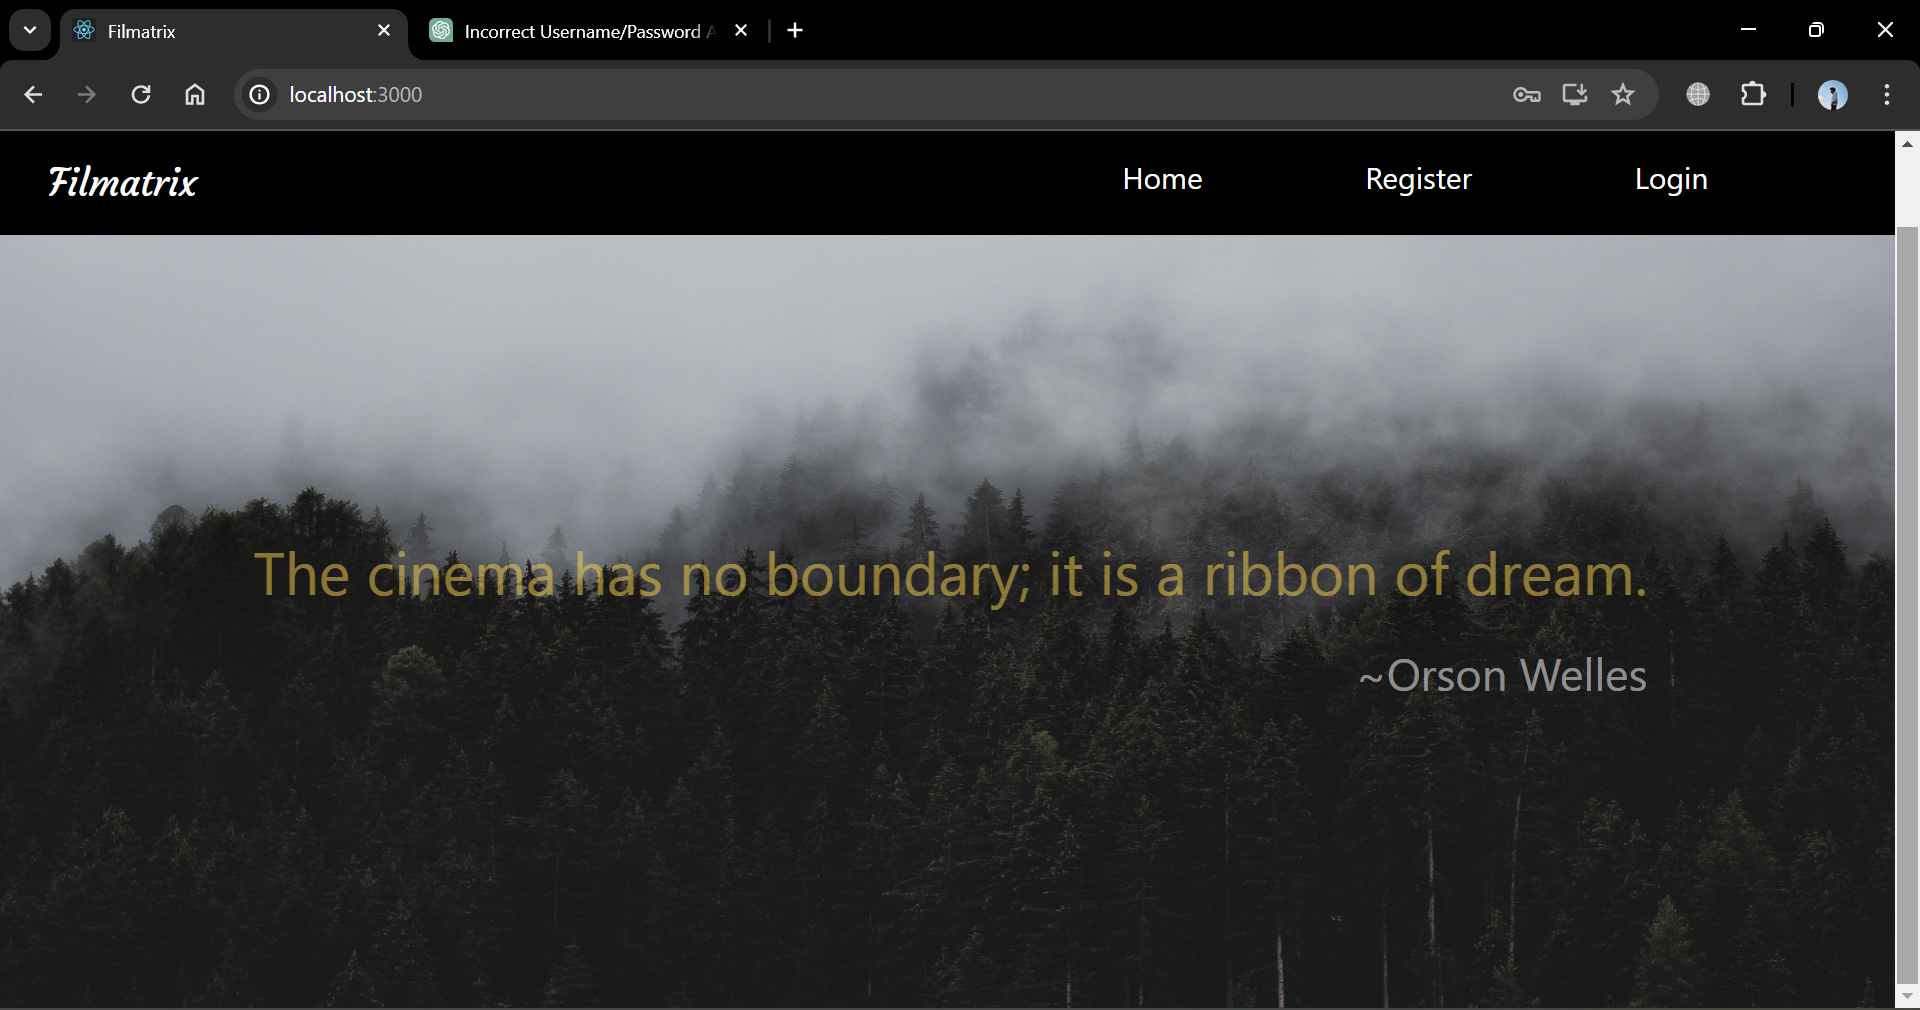 Filmatrix
Incorrect Username/Password
localhost:3000
Filmatrix
Home
Register
Login
The cinema has no boundary; it is a ribbon of dream.
~Orson Welles